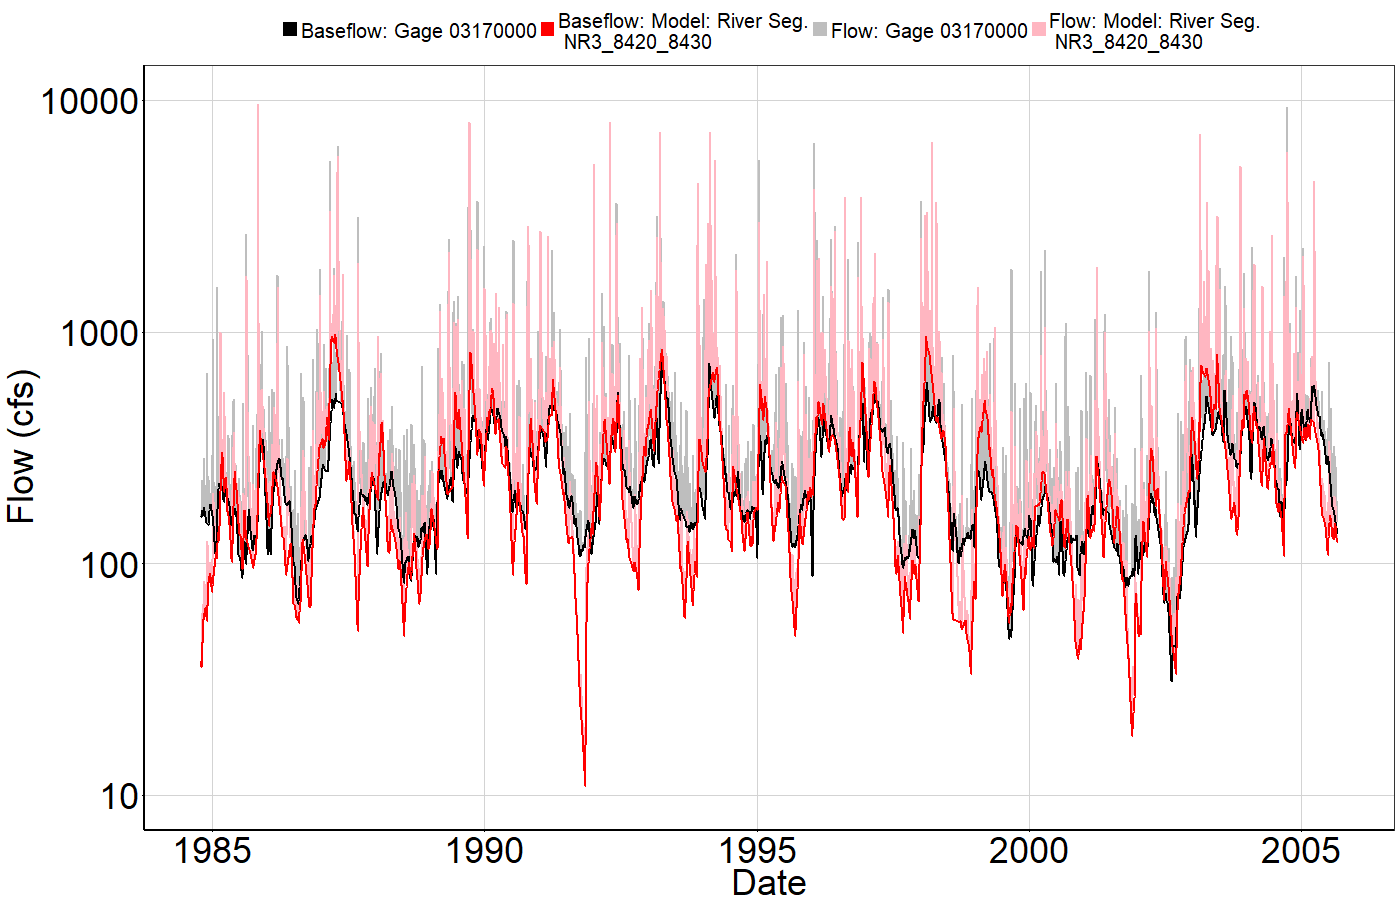 Baseflow: Gage 03170000
Baseflow: Model: River Seg.
NR3_8420_8430
Flow: Gage 03170000
Flow: Model: River Seg.
NR3_8420_8430
Flow (cfs)
10000
1000
100
10
1985
1990
1995
2000
2005
Date